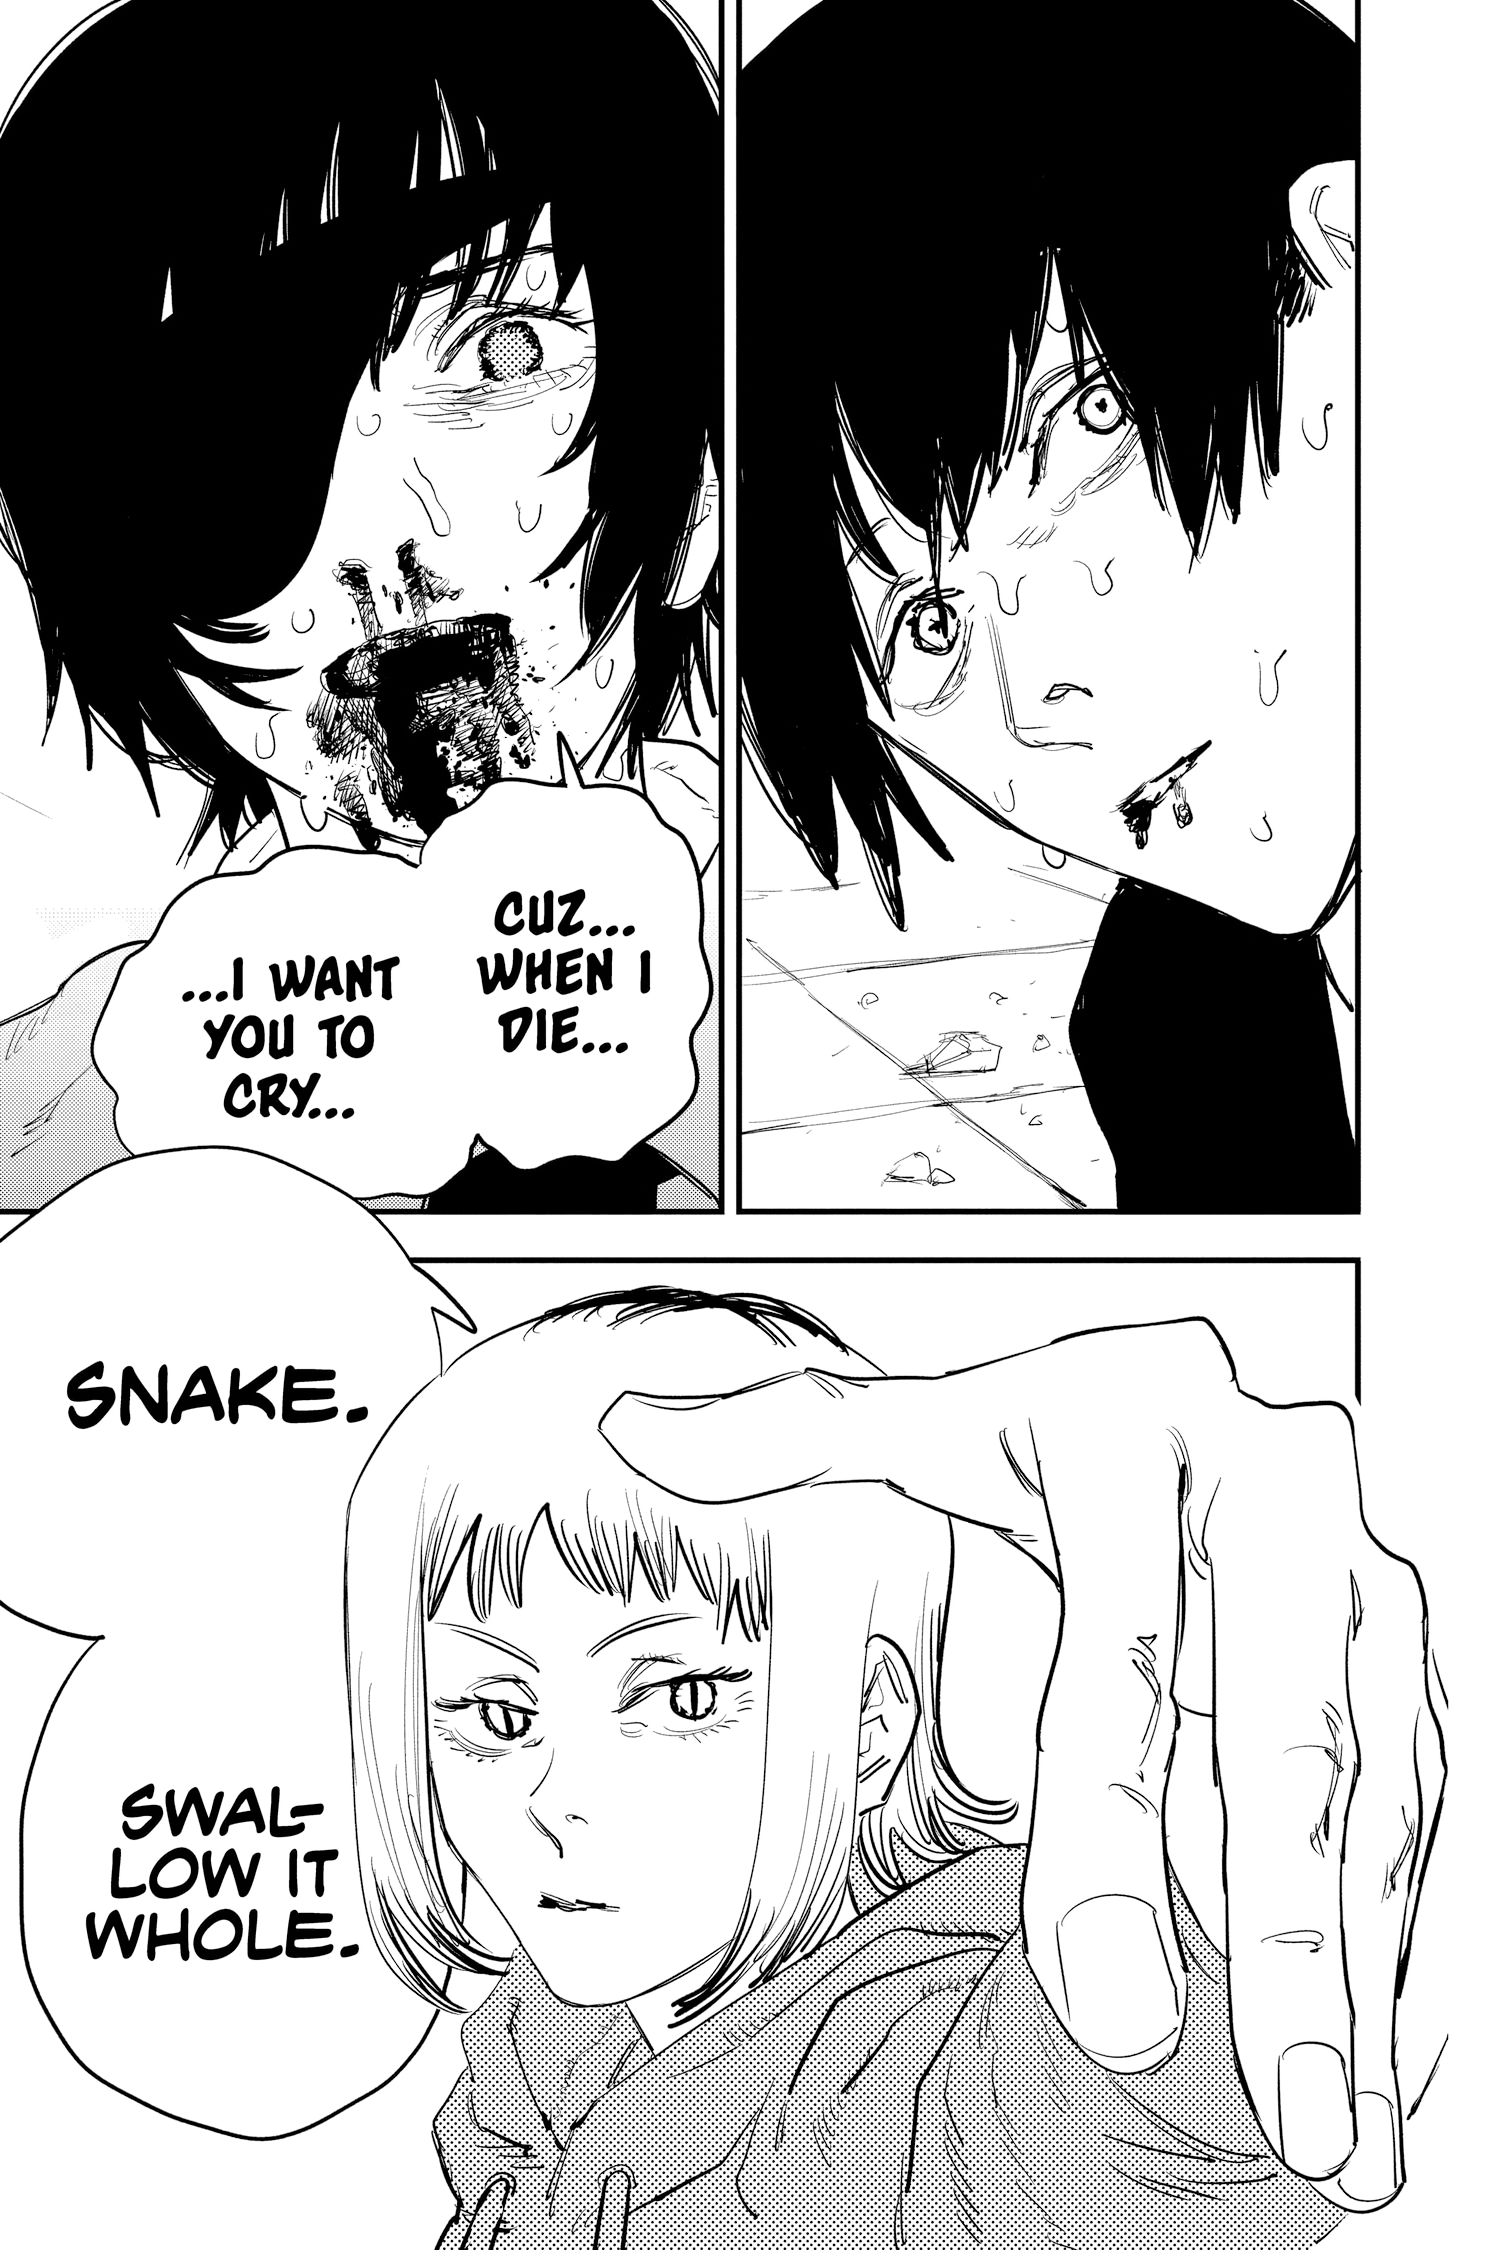 CUZ...
WHEN I
DIE...
...I WANT
YOU TO
CRY...
SNAKE.
SWAL-
LOW IT
WHOLE.